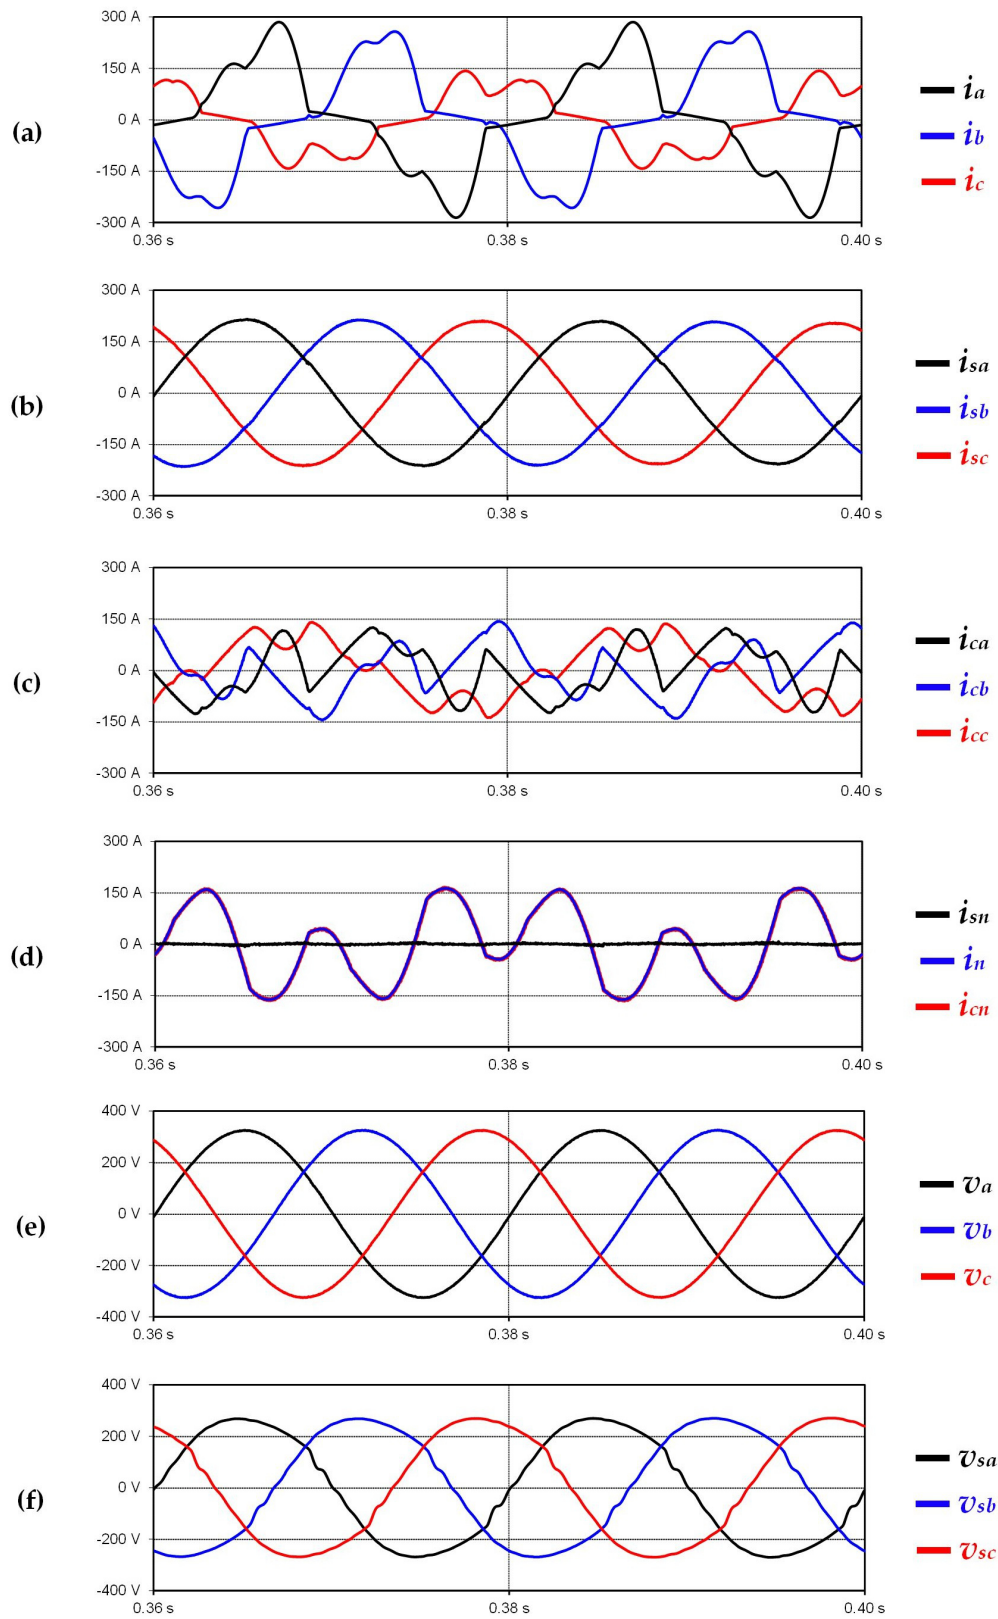 300 A
150 A
0 A
-150 A
-300 A
0.36 s 0.38 s 0.40 s
(a)
ia
ib
ic
300 A
150 A
0 A
-150 A
-300 A
0.36 s 0.38 s 0.40 s
(b)
isa
isb
isc
300 A
150 A
0 A
-150 A
-300 A
0.36 s 0.38 s 0.40 s
(c)
ica
icb
icc
300 A
150 A
0 A
-150 A
-300 A
0.36 s 0.38 s 0.40 s
(d)
isn
in
icn
400 V
200 V
0 V
-200 V
-400 V
0.36 s 0.38 s 0.40 s
(e)
va
vb
vc
400 V
200 V
0 V
-200 V
-400 V
0.36 s 0.38 s 0.40 s
(f)
vsa
vsb
vsc